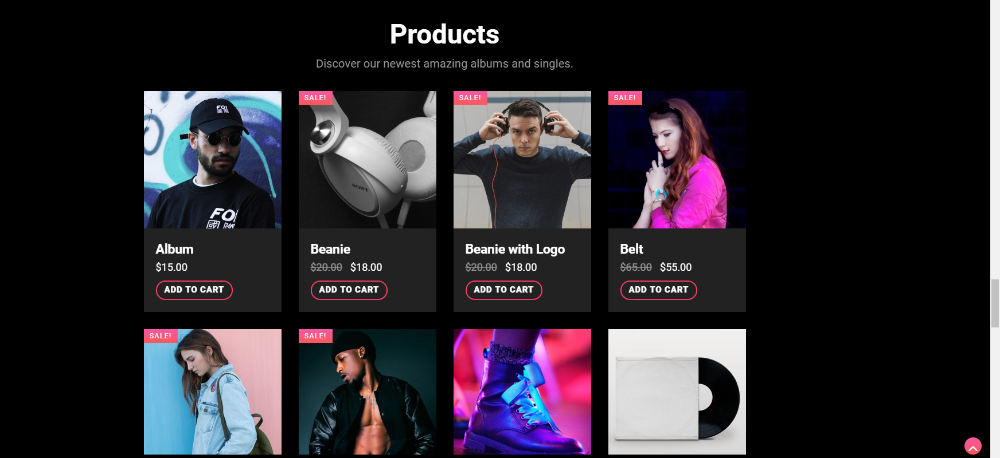 Products
Discover our newest amazing albums and singles.
SALE!
SALE!
SALE!
FOI
SONY
FO
Album
Beanie
Beanie with Logo
Belt
$15.00
$20.00 $18.00
$20.00 $18.00
$65.00 $55.00
ADD TO CART
ADD TO CART
ADD TO CART
ADD TO CART
SALE!
SALE!